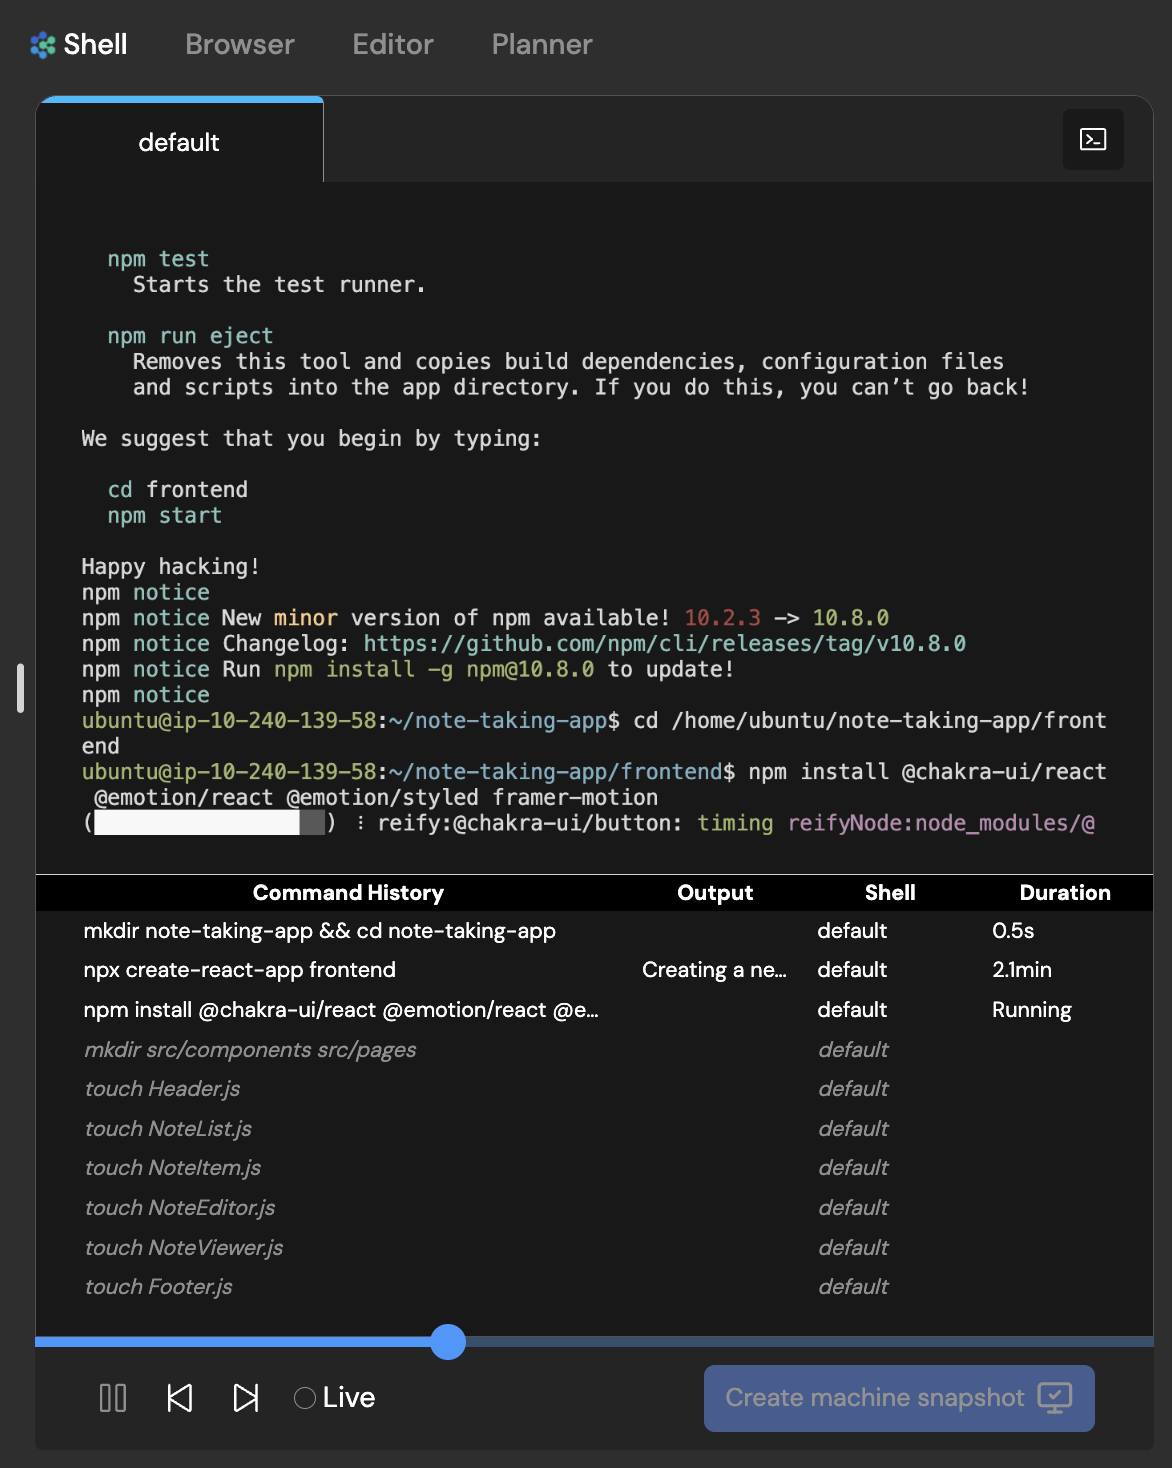 Shell Browser Editor Planner
default
npm test
Starts the test runner.
npm run eject
Removes this tool and copies build dependencies, configuration files
and scripts into the app directory. If you do this, you can’t go back!
We suggest that you begin by typing:
cd frontend
npm start
Happy hacking!
npm notice
npm notice New minor version of npm available! 10.2.3 -> 10.8.0
npm notice Changelog: https://github.com/npm/cli/releases/tag/v10.8.0
npm notice Run npm install -g npm@10.8.0 to update!
npm notice
ubuntu@ip-10-240-139-58:~/note-taking-app$ cd /home/ubuntu/note-taking-app/front
end
ubuntu@ip-10-240-139-58:~/note-taking-app/frontend$ npm install @chakra-ui/react
@emotion/react @emotion/styled framer-motion
( ) ⠸ reify:@chakra-ui/button: timing reifyNode:node_modules/@
Command History Output Shell Duration
mkdir note-taking-app && cd note-taking-app default 0.5s
npx create-react-app frontend Creating a ne... default 2.1min
npm install @chakra-ui/react @emotion/react @e... default Running
mkdir src/components src/pages default
touch Header.js default
touch NoteList.js default
touch NoteItem.js default
touch NoteEditor.js default
touch NoteViewer.js default
touch Footer.js default
Live Create machine snapshot